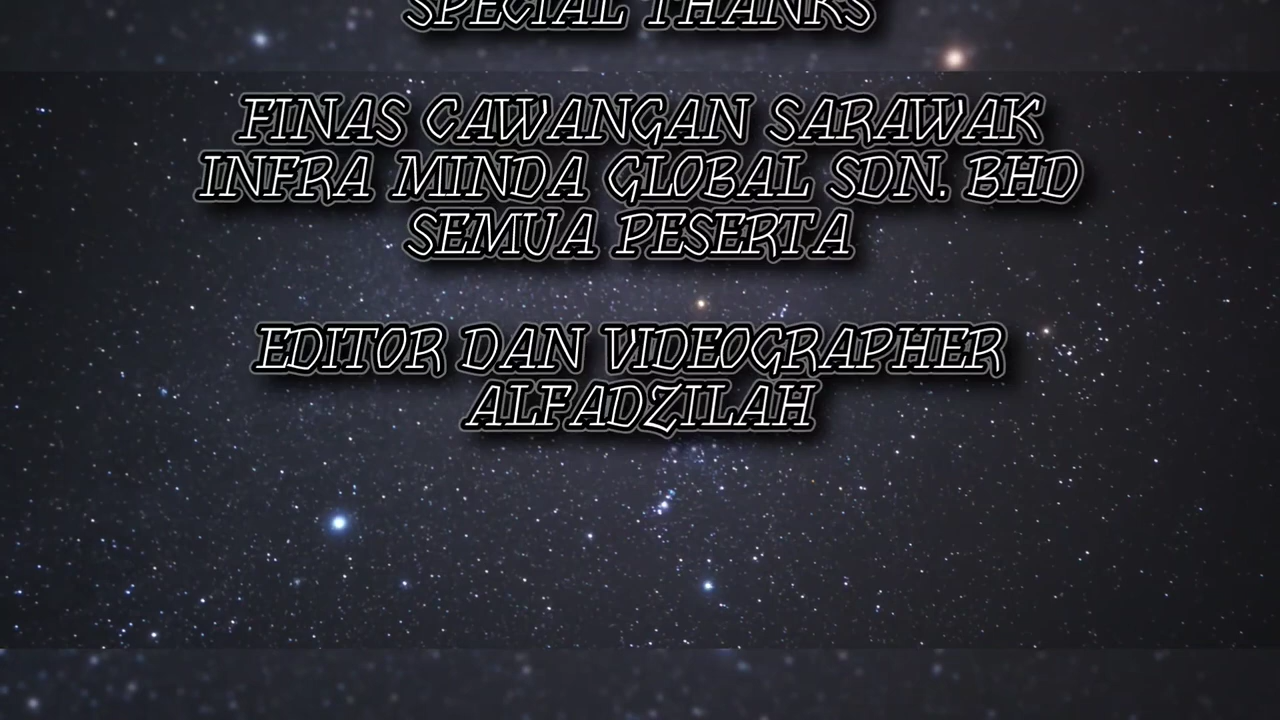 SPECIAL THANKS
FINAS CAWANGAN SARAWAK
INFRA MINDA GLOBAL SDN. BHD
SEMUA PESERTA
EDITOR DAN VIDEOGRAPHER
ALFADZILAH